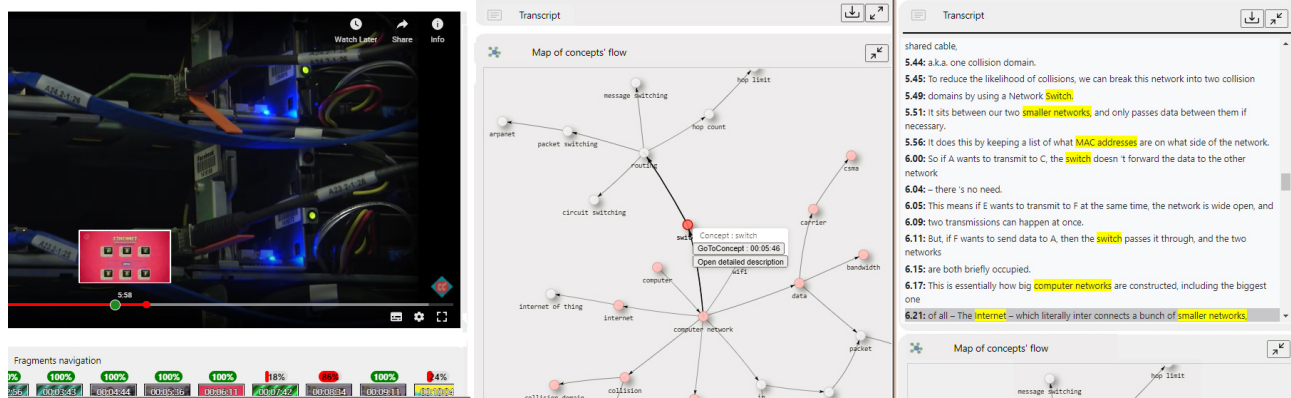 Watch Later
Share
Info
5:58
Fragments navigation
100%
100%
100%
100%
18%
86%
100%
24%
00:03:43
00:04:44
00:05:36
00:06:11
00:07:42
00:08:34
00:09:11
Transcript
Map of concepts' flow
hop limit
message switching
arpanet
packet switching
hop count
routing
csma
circuit switching
carrier
Concept : switch
GoToConcept : 00:05:46
Open detailed description
wifi
computer
bandwidth
data
internet of thing
internet
computer network
packet
collision
collision domain
Transcript
shared cable,
5.44: a.k.a. one collision domain.
5.45: To reduce the likelihood of collisions, we can break this network into two collision
5.49: domains by using a Network Switch.
5.51: It sits between our two smaller networks, and only passes data between them if
necessary.
5.56: It does this by keeping a list of what MAC addresses are on what side of the network.
6.00: So if A wants to transmit to C, the switch doesn 't forward the data to the other
network
6.04: – there 's no need.
6.05: This means if E wants to transmit to F at the same time, the network is wide open, and
6.09: two transmissions can happen at once.
6.11: But, if F wants to send data to A, then the switch passes it through, and the two
networks
6.15: are both briefly occupied.
6.17: This is essentially how big computer networks are constructed, including the biggest
one
6.21: of all – The Internet – which literally inter connects a bunch of smaller networks,
Map of concepts' flow
message switching
hop limit